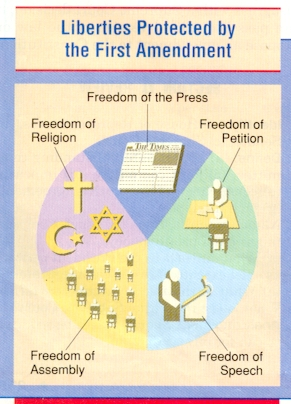 Liberties Protected by
the First Amendment
Freedom of the Press
Freedom of
Religion
Freedom of
Petition
THE TIMES
Freedom of
Assembly
Freedom of
Speech